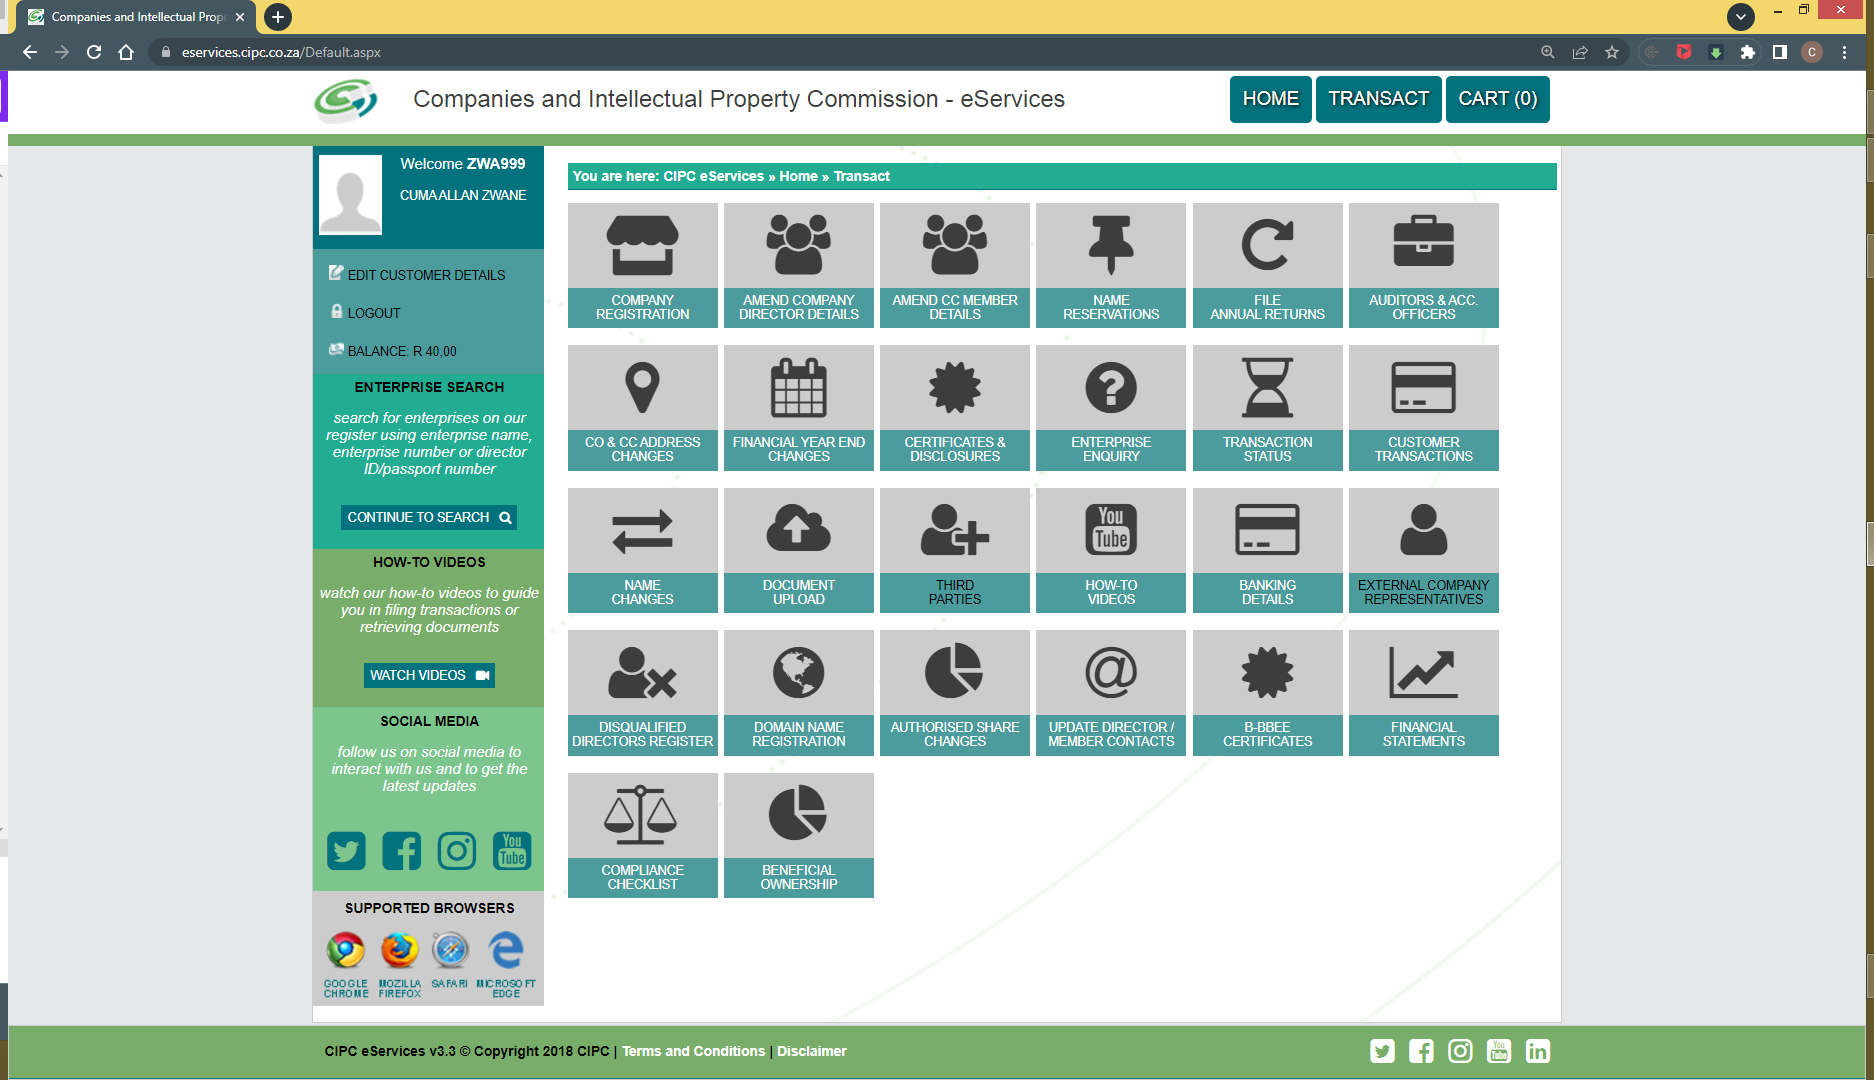 Companies and Intellectual Prop
eservices.cipc.co.za/Default.aspx
C
Companies and Intellectual Property Commission - eServices
HOME
TRANSACT
CART (0)
Welcome ZWA999
CUMA ALLAN ZWANE
EDIT CUSTOMER DETAILS
LOGOUT
BALANCE: R 40,00
ENTERPRISE SEARCH
search for enterprises on our
register using enterprise name,
enterprise number or director
ID/passport number
CONTINUE TO SEARCH
HOW-TO VIDEOS
watch our how-to videos to guide
you in filing transactions or
retrieving documents
WATCH VIDEOS
SOCIAL MEDIA
follow us on social media to
interact with us and to get the
latest updates
You
Tube
SUPPORTED BROWSERS
GOOGLE
CHROME
MOZILLA
FIREFOX
SAFARI
MICROSOFT
EDGE
You are here: CIPC eServices » Home » Transact
COMPANY
REGISTRATION
AMEND COMPANY
DIRECTOR DETAILS
AMEND CC MEMBER
DETAILS
NAME
RESERVATIONS
FILE
ANNUAL RETURNS
AUDITORS & ACC.
OFFICERS
CO & CC ADDRESS
CHANGES
FINANCIAL YEAR END
CHANGES
CERTIFICATES &
DISCLOSURES
ENTERPRISE
ENQUIRY
TRANSACTION
STATUS
CUSTOMER
TRANSACTIONS
NAME
CHANGES
DOCUMENT
UPLOAD
THIRD
PARTIES
You
Tube
HOW-TO
VIDEOS
BANKING
DETAILS
EXTERNAL COMPANY
REPRESENTATIVES
DISQUALIFIED
DIRECTORS REGISTER
DOMAIN NAME
REGISTRATION
AUTHORISED SHARE
CHANGES
@
UPDATE DIRECTOR /
MEMBER CONTACTS
B-BBEE
CERTIFICATES
FINANCIAL
STATEMENTS
COMPLIANCE
CHECKLIST
BENEFICIAL
OWNERSHIP
CIPC eServices v3.3 © Copyright 2018 CIPC | Terms and Conditions | Disclaimer
You
Tube
in